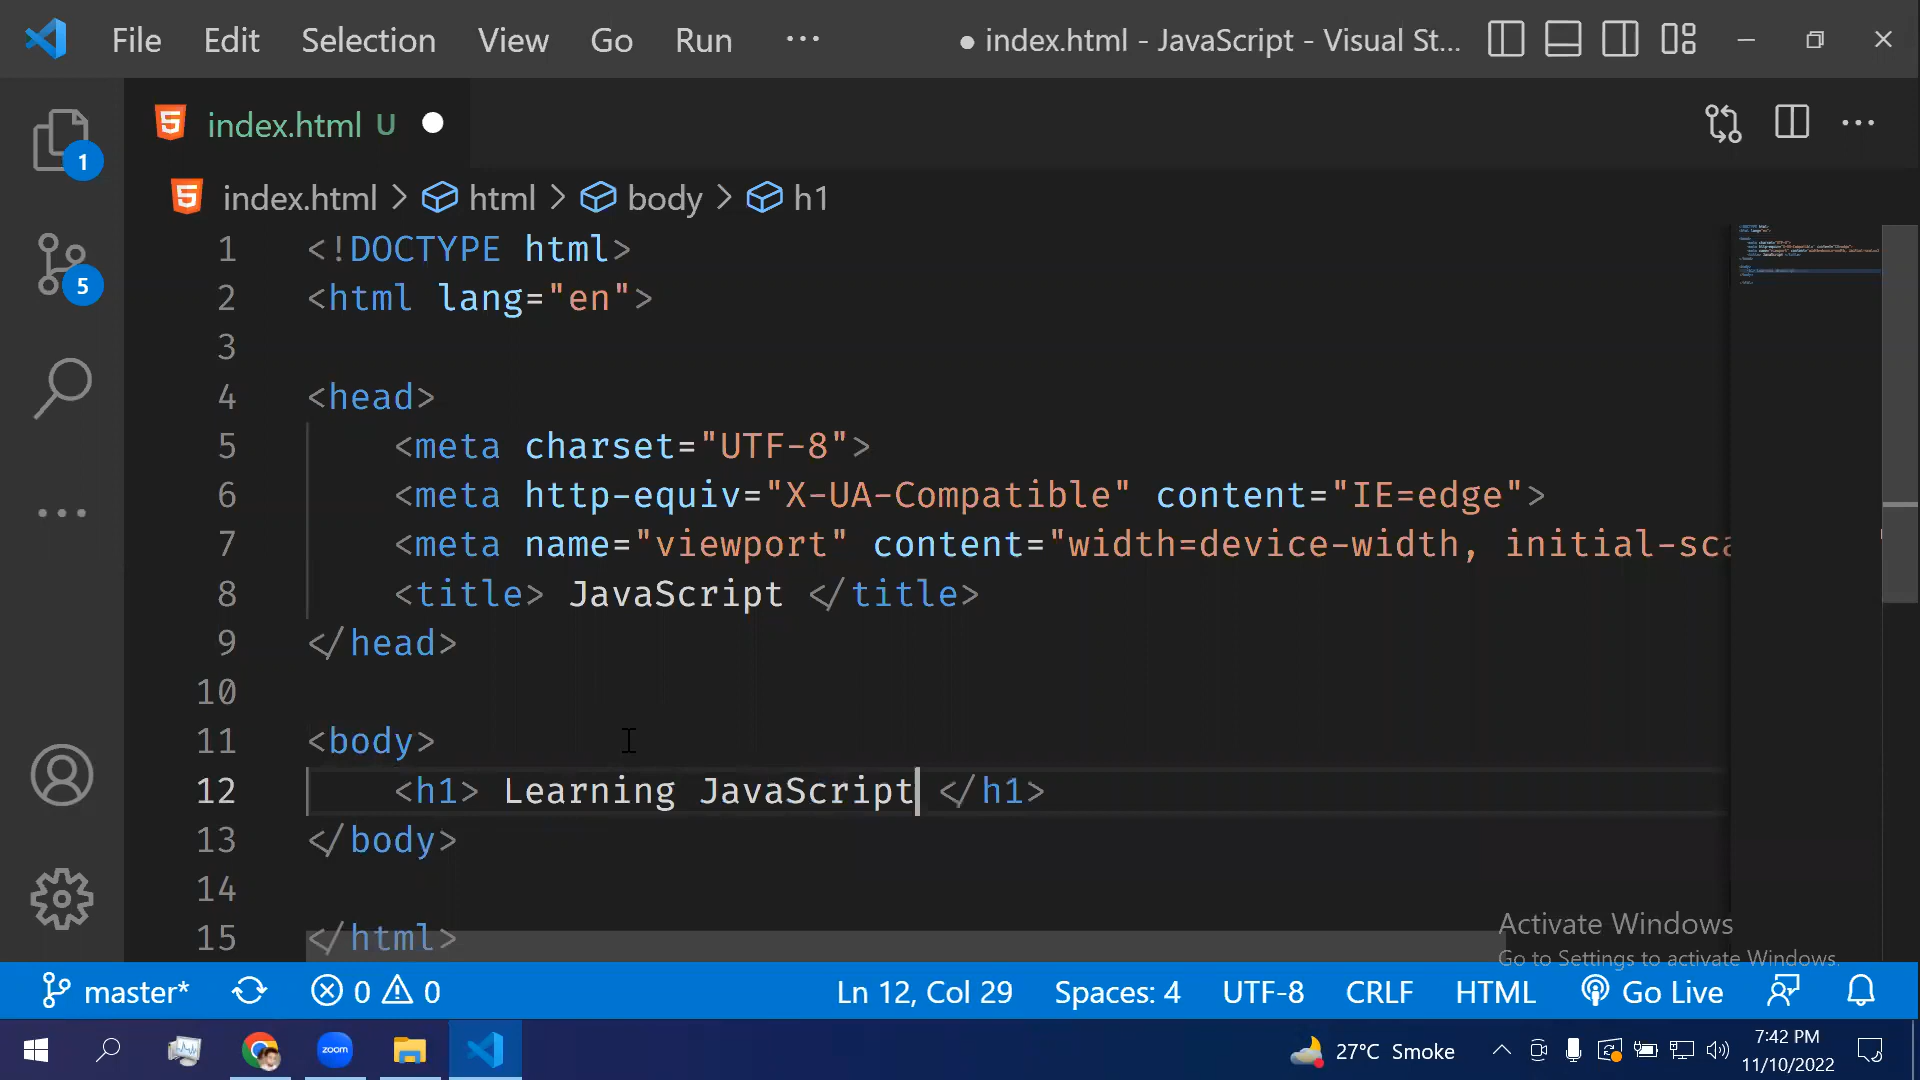 File Edit Selection View Go Run ··· ● index.html - JavaScript - Visual St...
index.html U ●
index.html > html > body > h1
1 <!DOCTYPE html>
2 <html lang="en">
3
4 <head>
5 <meta charset="UTF-8">
6 <meta http-equiv="X-UA-Compatible" content="IE=edge">
7 <meta name="viewport" content="width=device-width, initial-sca
8 <title> JavaScript </title>
9 </head>
10
11 <body>
12 <h1> Learning JavaScript </h1>
13 </body>
14
15 </html>
1
5
Activate Windows
Go to Settings to activate Windows.
master* 0 0 Ln 12, Col 29 Spaces: 4 UTF-8 CRLF HTML Go Live
zoom 27°C Smoke 7:42 PM
11/10/2022